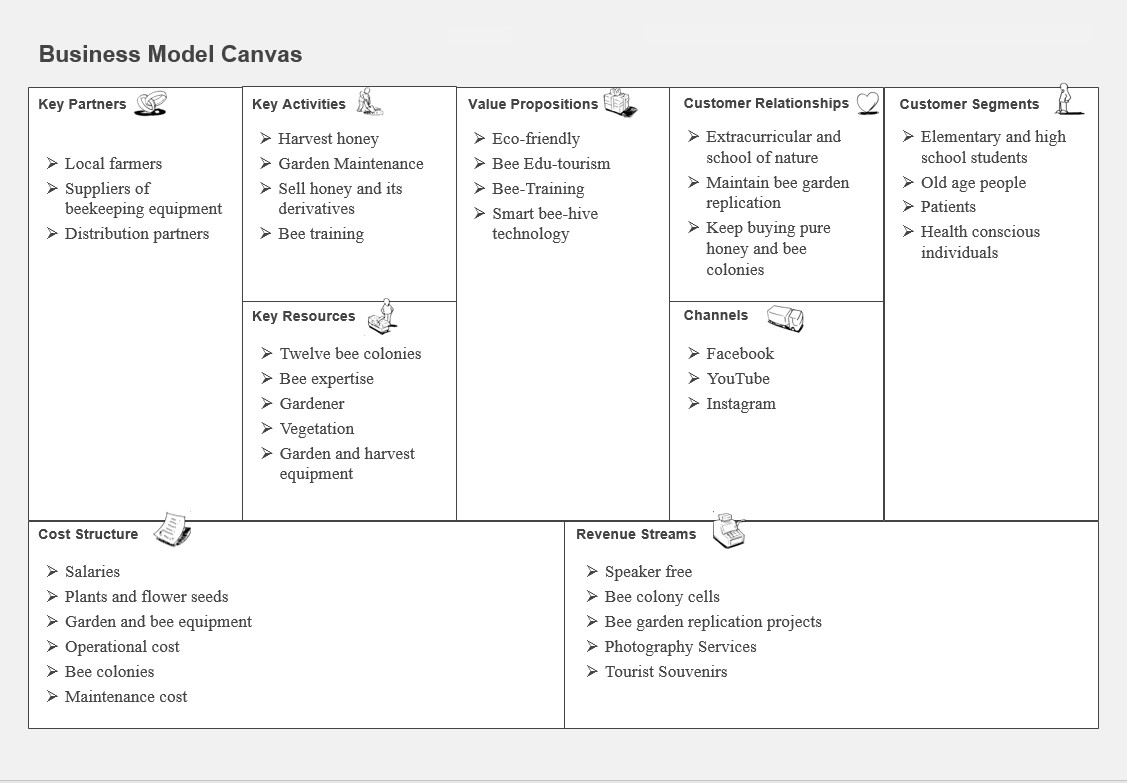 Business Model Canvas
Key Partners
➢ Local farmers
➢ Suppliers of
beekeeping equipment
➢ Distribution partners
Key Activities
➢ Harvest honey
➢ Garden Maintenance
➢ Sell honey and its
derivatives
➢ Bee training
Key Resources
➢ Twelve bee colonies
➢ Bee expertise
➢ Gardener
➢ Vegetation
➢ Garden and harvest
equipment
Value Propositions
➢ Eco-friendly
➢ Bee Edu-tourism
➢ Bee-Training
➢ Smart bee-hive
technology
Customer Relationships
➢ Extracurricular and
school of nature
➢ Maintain bee garden
replication
➢ Keep buying pure
honey and bee
colonies
Channels
➢ Facebook
➢ YouTube
➢ Instagram
Customer Segments
➢ Elementary and high
school students
➢ Old age people
➢ Patients
➢ Health conscious
individuals
Cost Structure
➢ Salaries
➢ Plants and flower seeds
➢ Garden and bee equipment
➢ Operational cost
➢ Bee colonies
➢ Maintenance cost
Revenue Streams
➢ Speaker free
➢ Bee colony cells
➢ Bee garden replication projects
➢ Photography Services
➢ Tourist Souvenirs